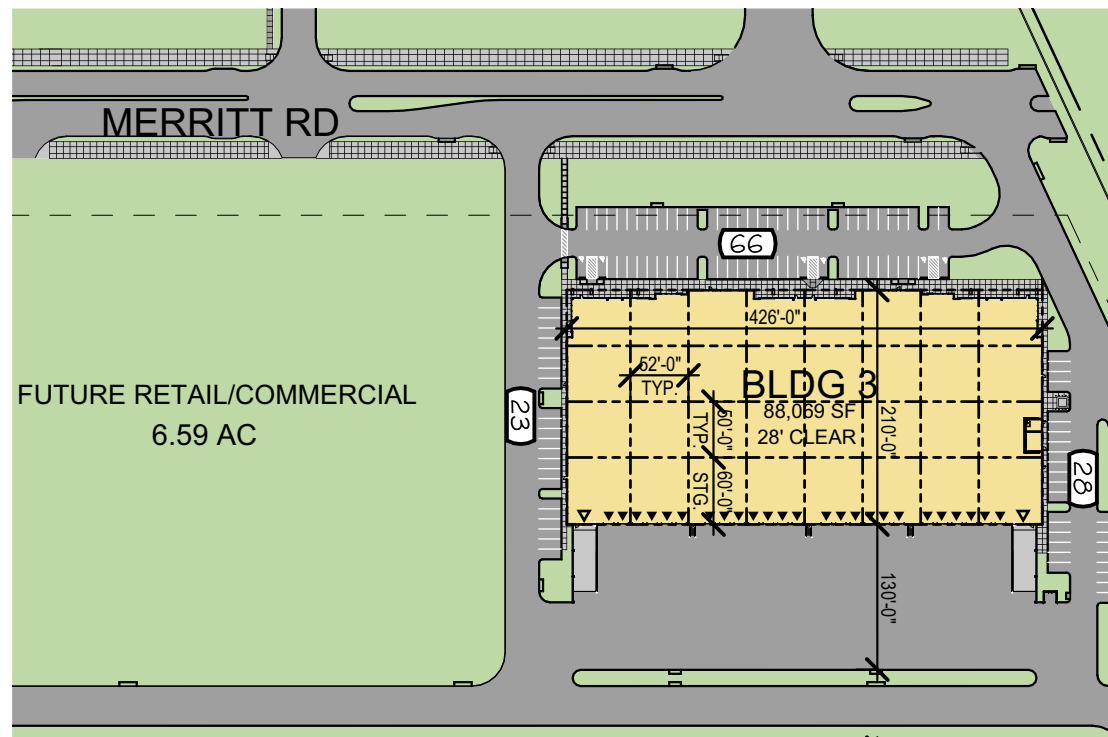 MERRITT RD
66
426'-0"
52'-0"
TYP.
BLDG 3
88,069 SF
28' CLEAR
210'-0"
50'-0"
TYP.
60'-0"
STG.
FUTURE RETAIL/COMMERCIAL
6.59 AC
23
28
130'-0"